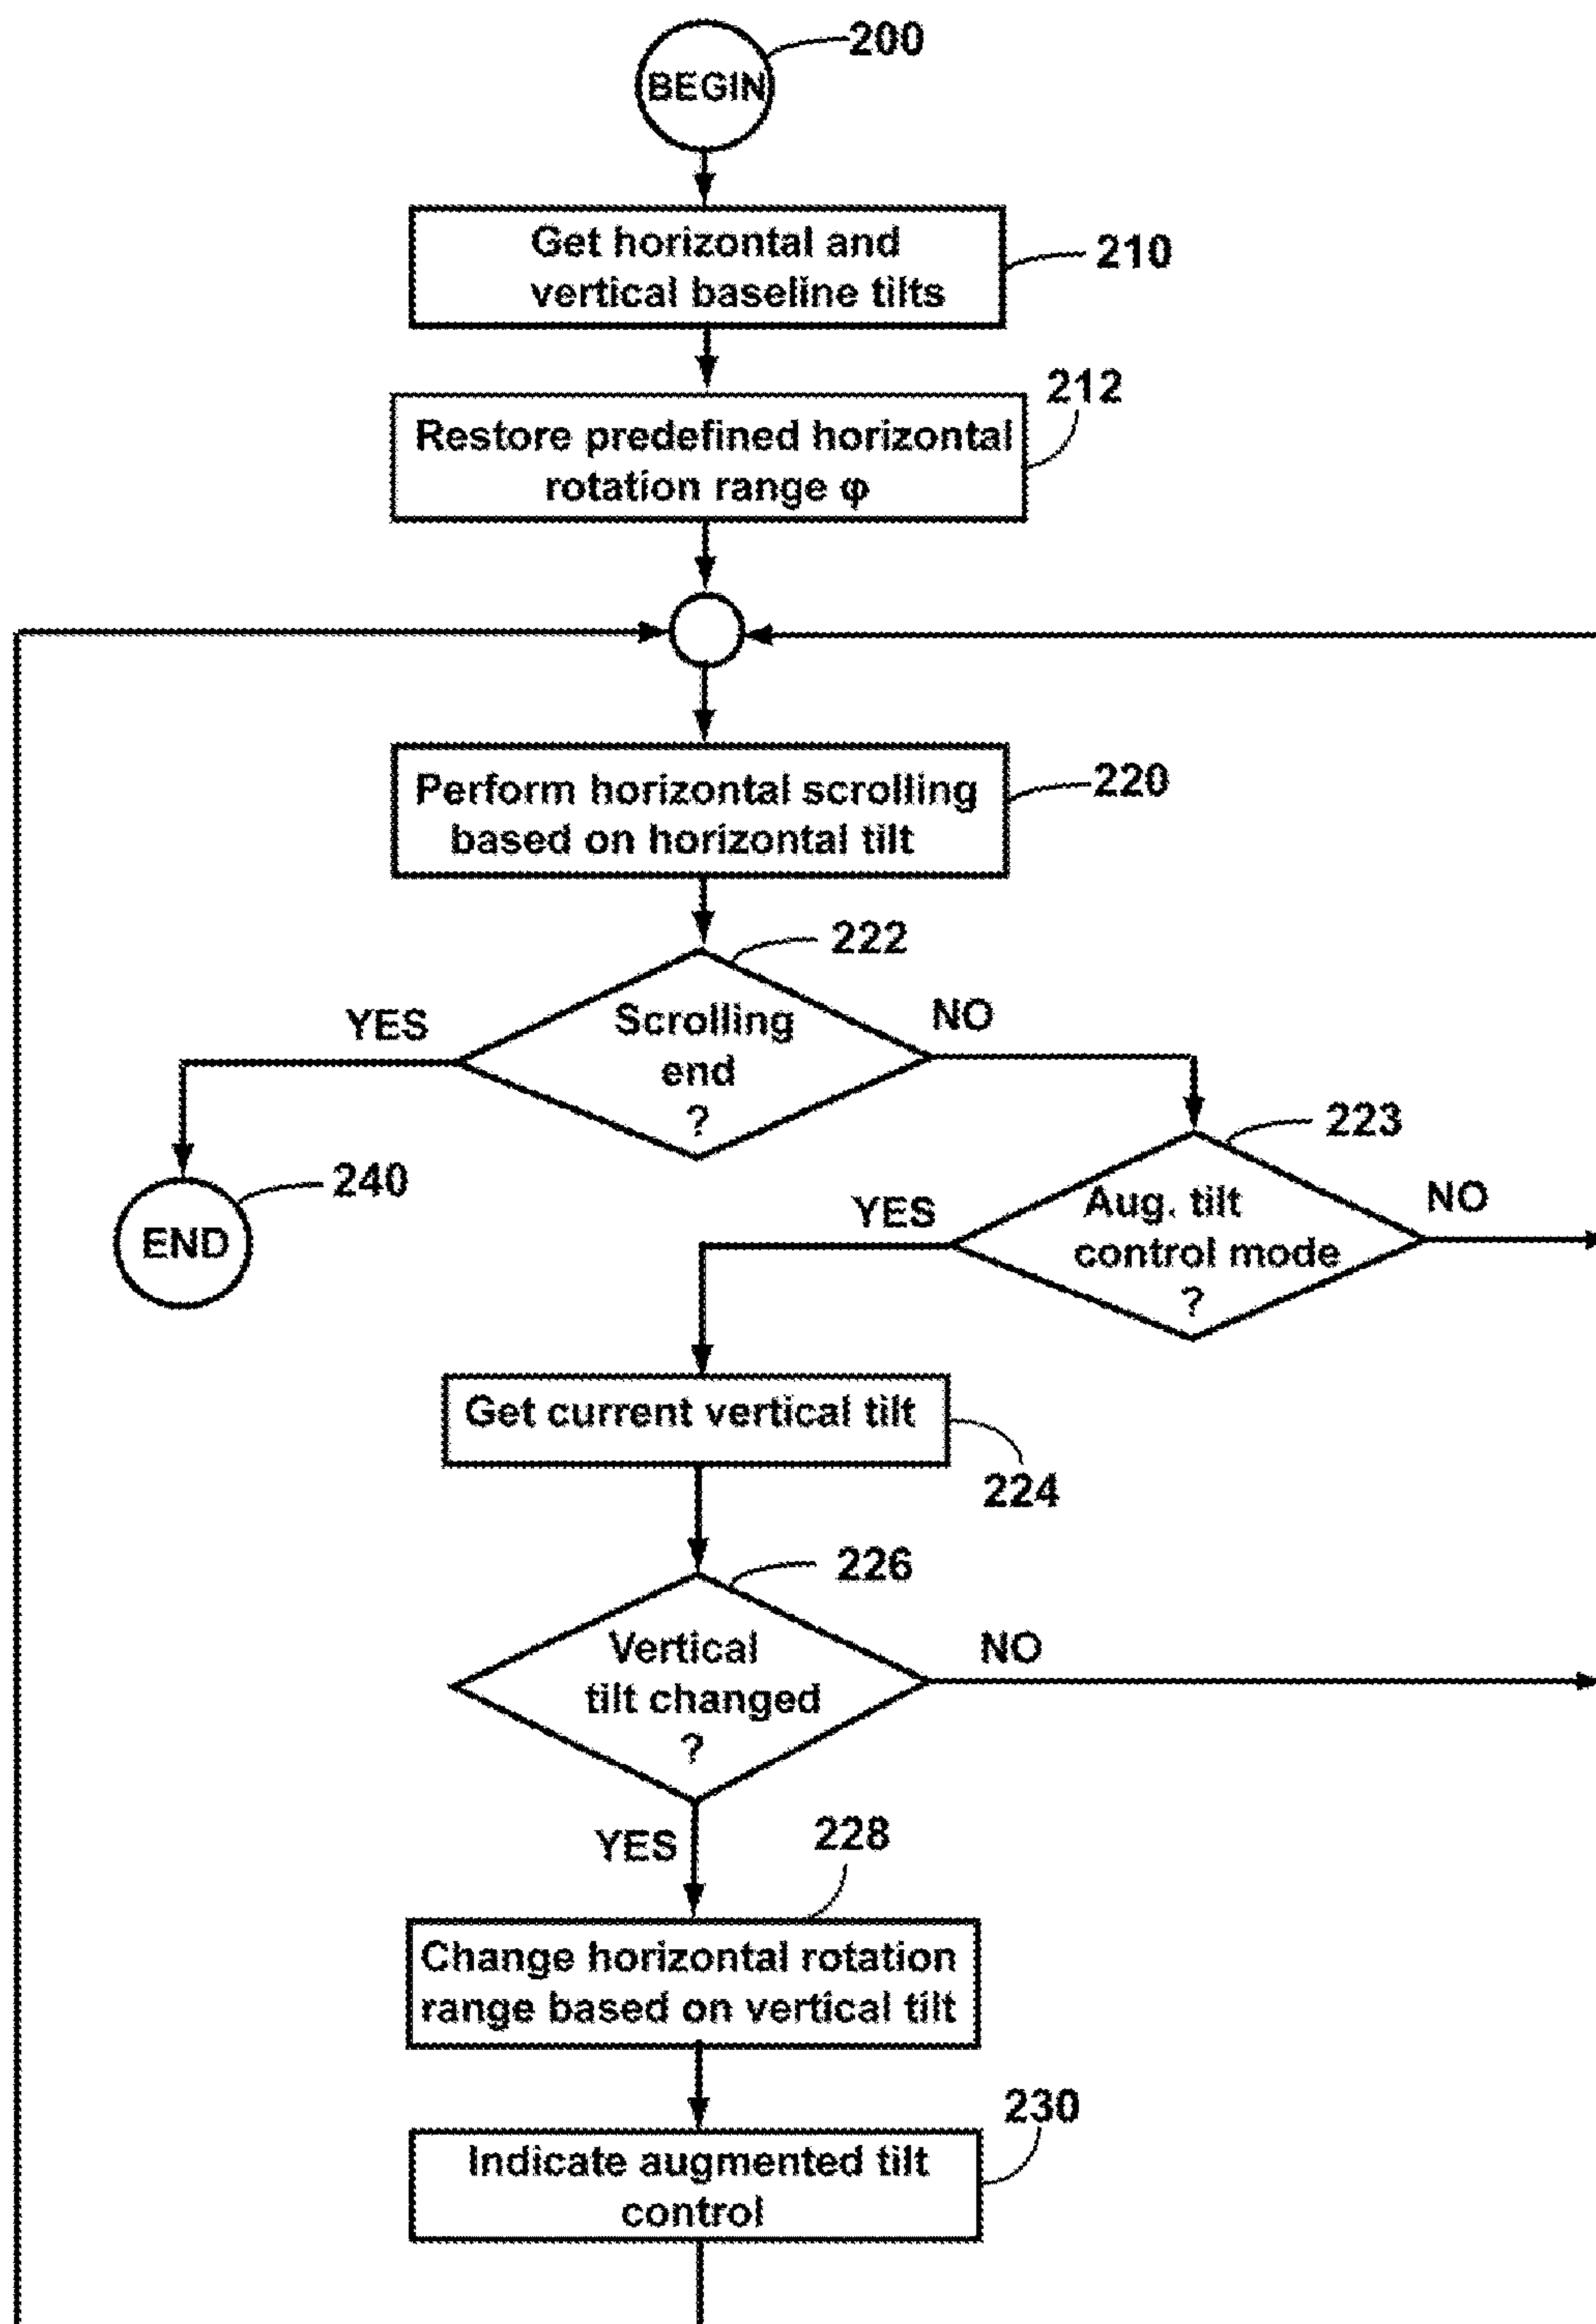 BEGIN
200
Get horizontal and
vertical baseline tilts
210
212
Restore predefined horizontal
rotation range φ
Perform horizontal scrolling
based on horizontal tilt
220
222
YES
Scrolling
end
?
NO
223
240
END
YES
Aug. tilt
control mode
?
NO
Get current vertical tilt
224
226
Vertical
tilt changed
?
NO
YES
228
Change horizontal rotation
range based on vertical tilt
230
Indicate augmented tilt
control